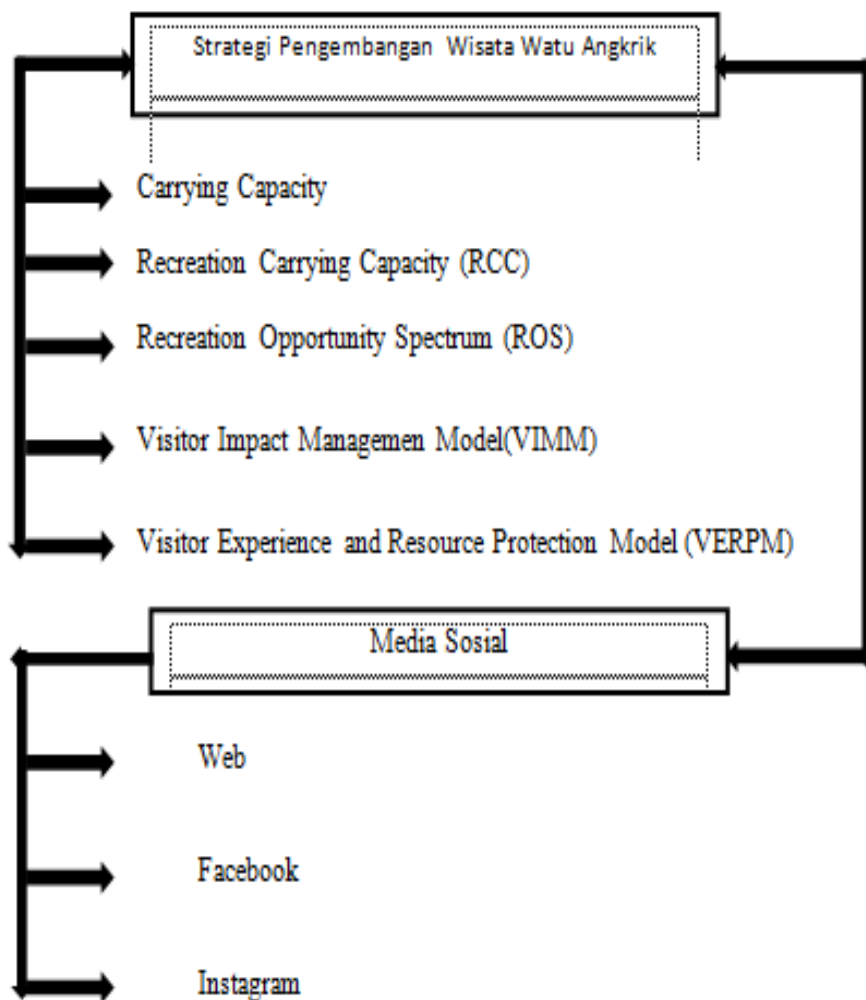 Strategi Pengembangan Wisata Watu Angkrik
Carrying Capacity
Recreation Carrying Capacity (RCC)
Recreation Opportunity Spectrum (ROS)
Visitor Impact Managemen Model(VIMM)
Visitor Experience and Resource Protection Model (VERPM)
Media Sosial
Web
Facebook
Instagram